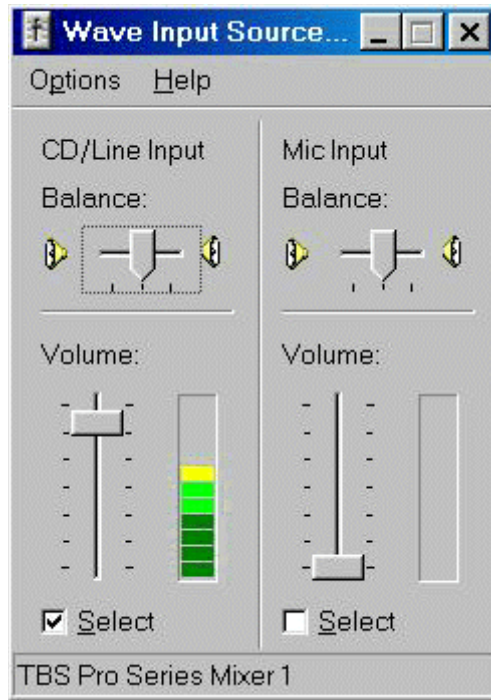 Wave Input Source...
Options Help
CD/Line Input
Balance:
Volume:
Select
Mic Input
Balance:
Volume:
Select
TBS Pro Series Mixer 1